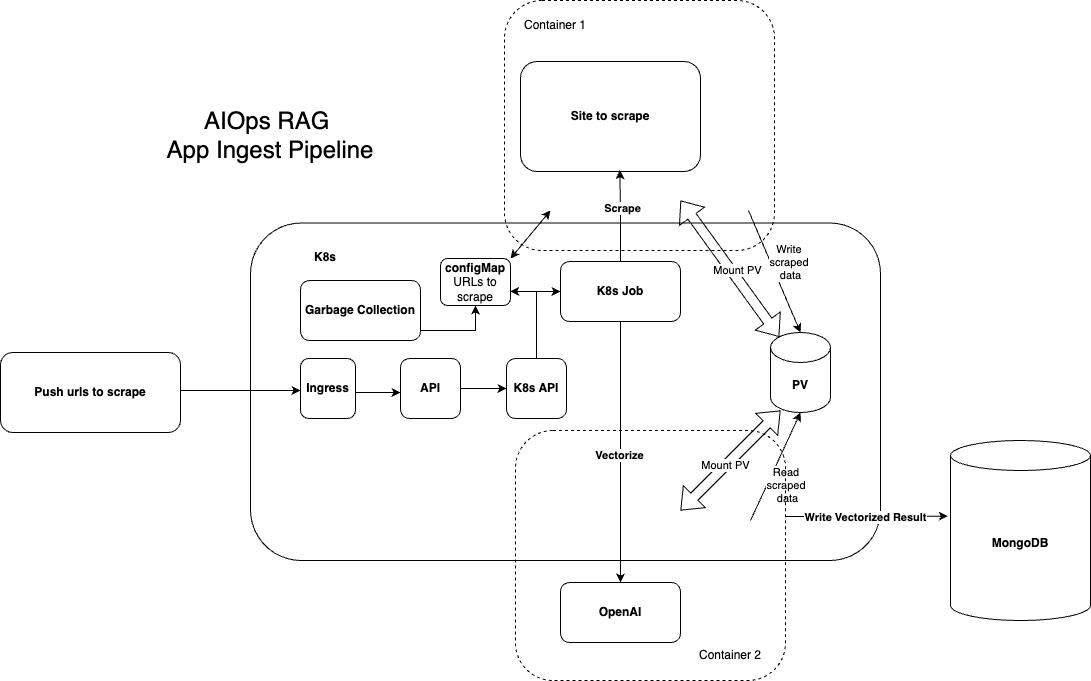 Container 1
Site to scrape
AIOps RAG
App Ingest Pipeline
Scrape
K8s
configMap
URLs to
scrape
Garbage Collection
K8s Job
Mount PV
Write
scraped
data
Push urls to scrape
Ingress
API
K8s API
PV
Vectorize
Mount PV
Read
scraped
data
Write Vectorized Result
MongoDB
OpenAI
Container 2